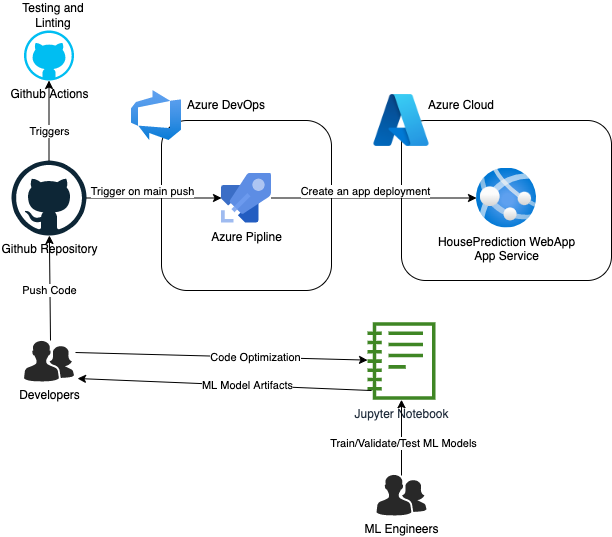 Testing and
Linting
Github Actions
Azure DevOps
Azure Cloud
Triggers
Trigger on main push
Create an app deployment
Github Repository
Azure Pipline
HousePrediction WebApp
App Service
Push Code
Code Optimization
ML Model Artifacts
Developers
Jupyter Notebook
Train/Validate/Test ML Models
ML Engineers